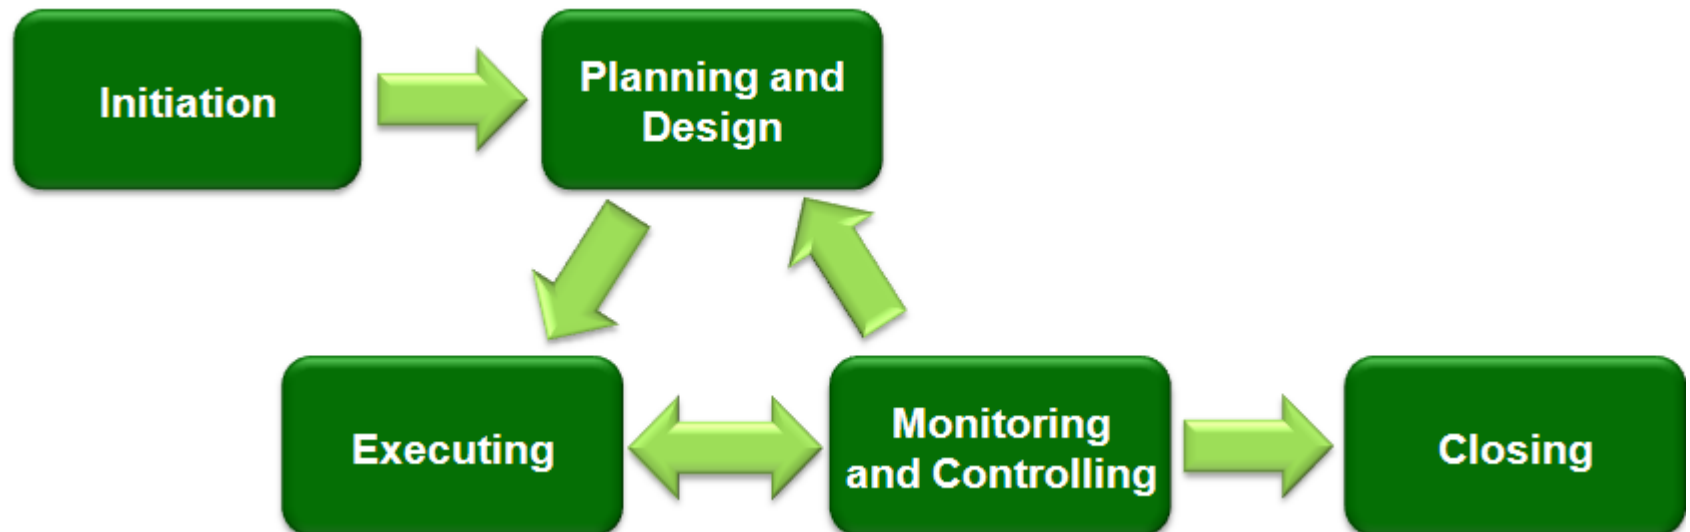 Initiation
Planning and
Design
Executing
Monitoring
and Controlling
Closing